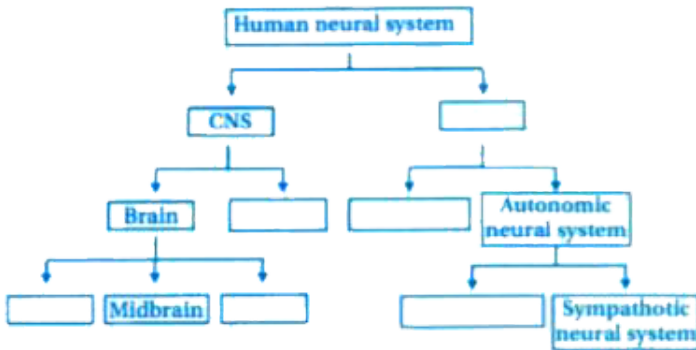 Human neural system
CNS
Brain
Autonomic
neural system
Midbrain
Sympathotic
neural system